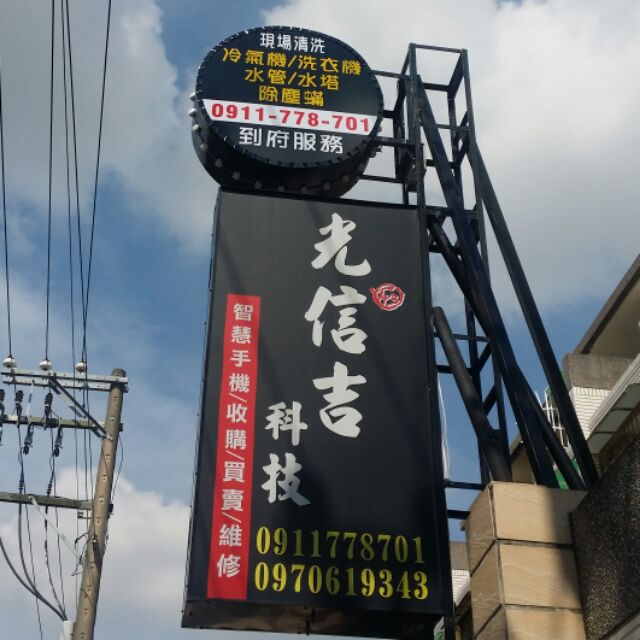 現場清洗
冷氣機/洗衣機
水管/水塔
除塵蟎
0911-778-701
到府服務
光信吉
科技
智慧手機/收購/買賣/維修
0911778701
0970619343